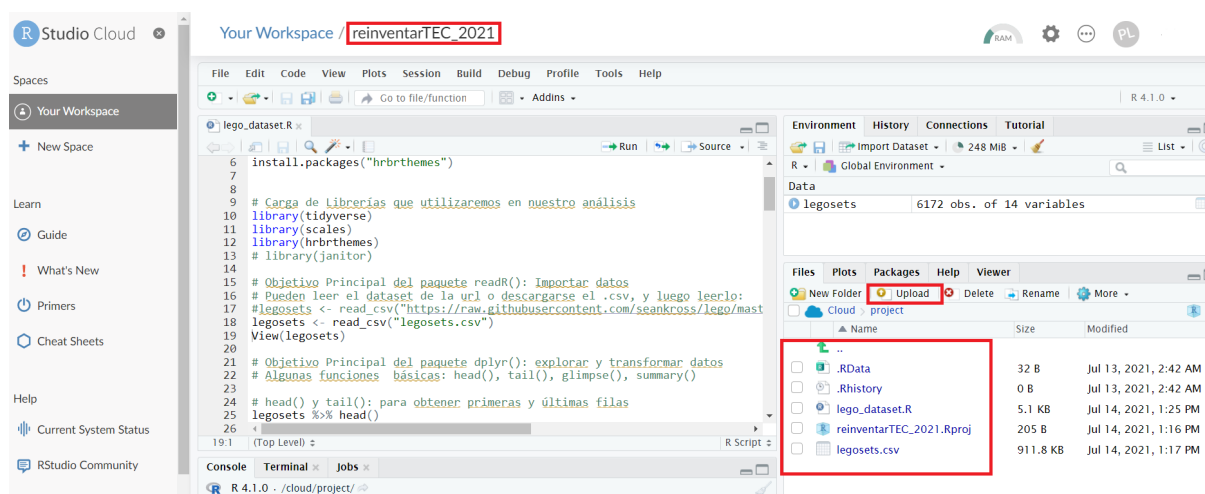 R Studio Cloud
Spaces
Your Workspace
New Space
Learn
Guide
What's New
Primers
Cheat Sheets
Help
Current System Status
RStudio Community
Your Workspace / reinventarTEC_2021
RAM
PL
File Edit Code View Plots Session Build Debug Profile Tools Help
Go to file/function Addins
R 4.1.0
lego_dataset.R
Run Source
6 install.packages("hrbrthemes")
7
8
9 # Carga de Librerías que utilizaremos en nuestro análisis
10 library(tidyverse)
11 library(scales)
12 library(hrbrthemes)
13 # library(janitor)
14
15 # Objetivo Principal del paquete readR(): Importar datos
16 # Pueden leer el dataset de la url o descargarse el .csv, y luego leerlo:
17 #legosets <- read_csv("https://raw.githubusercontent.com/seankross/lego/mast
18 legosets <- read_csv("legosets.csv")
19 View(legosets)
20
21 # Objetivo Principal del paquete dplyr(): explorar y transformar datos
22 # Algunas funciones básicas: head(), tail(), glimpse(), summary()
23
24 # head() y tail(): para obtener primeras y últimas filas
25 legosets %>% head()
26
19:1 (Top Level) R Script
Console Terminal Jobs
R R 4.1.0 · /cloud/project/
Environment History Connections Tutorial
Import Dataset 248 MiB List
R Global Environment
Data
legosets 6172 obs. of 14 variables
Files Plots Packages Help Viewer
New Folder Upload Delete Rename More
Cloud > project R
Name Size Modified
..
.RData 32 B Jul 13, 2021, 2:42 AM
.Rhistory 0 B Jul 13, 2021, 2:42 AM
lego_dataset.R 5.1 KB Jul 14, 2021, 1:25 PM
reinventarTEC_2021.Rproj 205 B Jul 14, 2021, 1:16 PM
legosets.csv 911.8 KB Jul 14, 2021, 1:17 PM